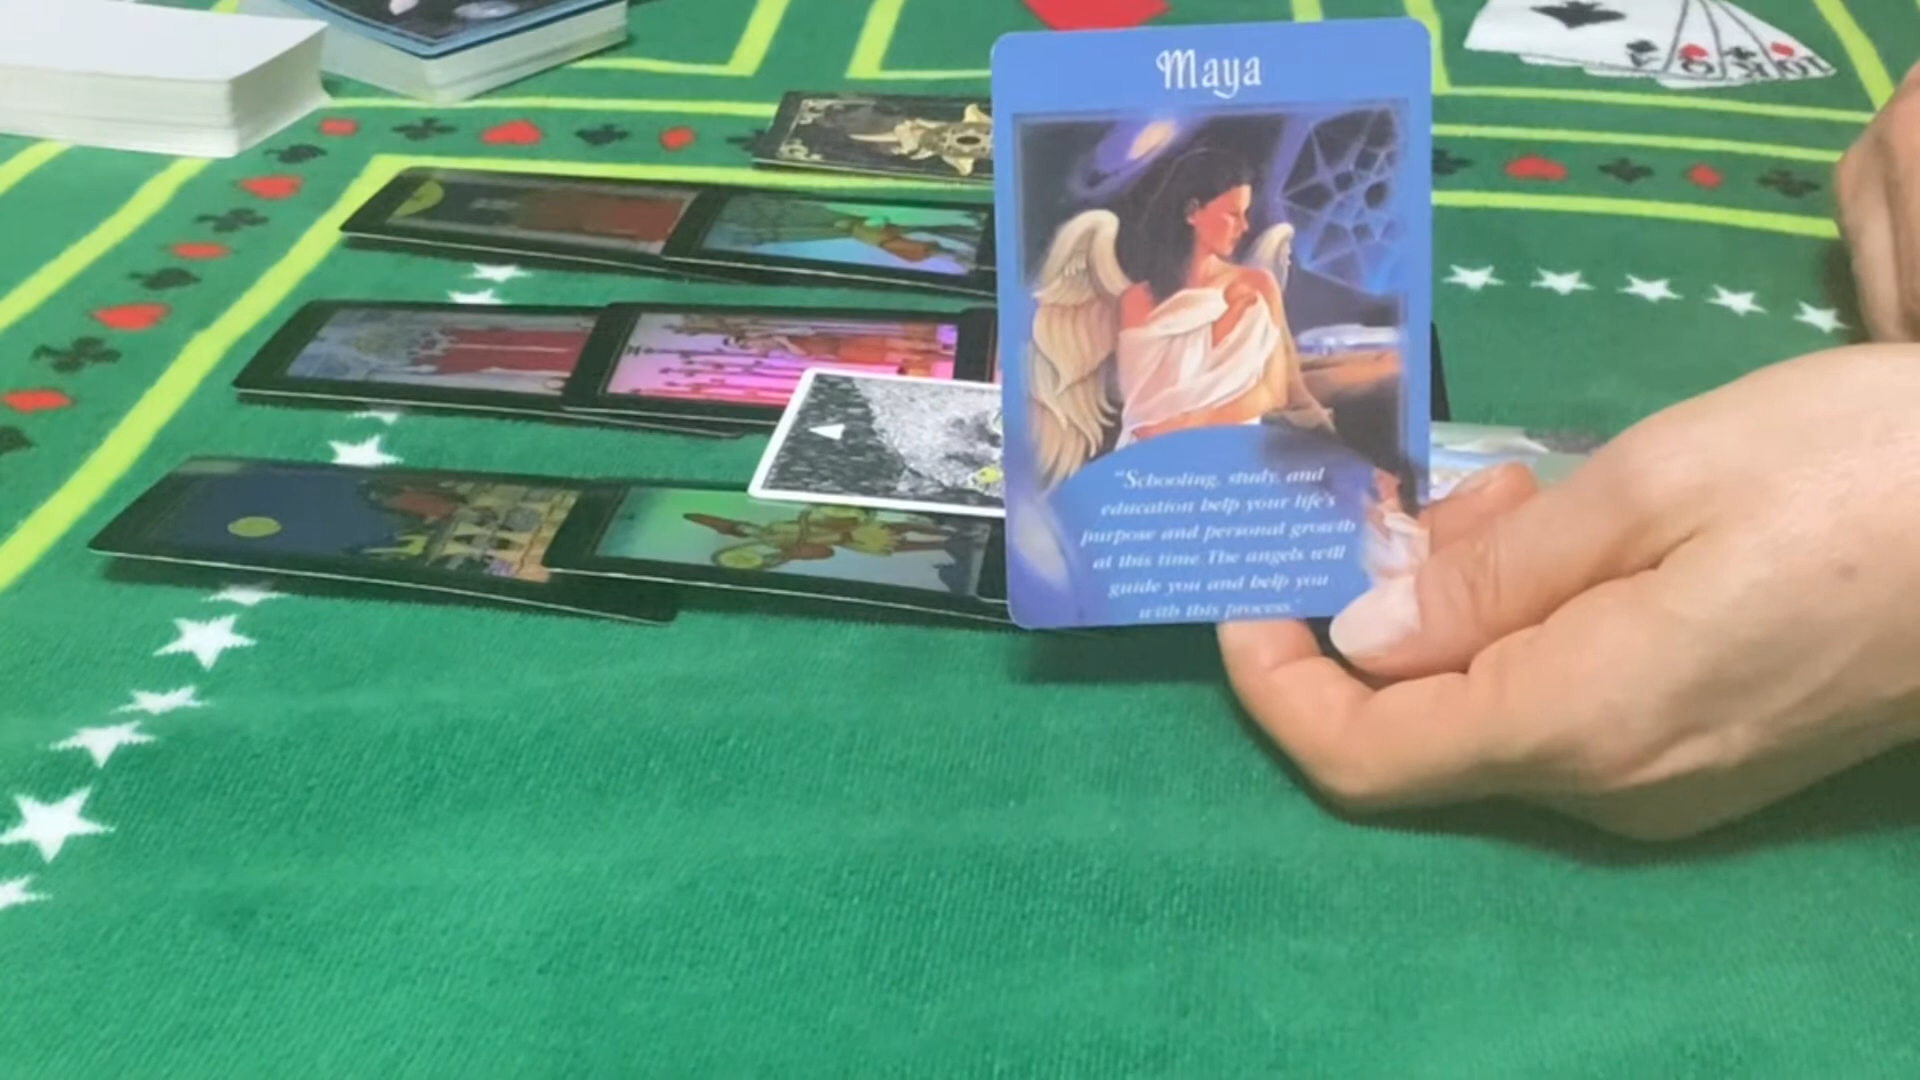 Maya
"Schooling, study, and
education help your life's
purpose and personal growth
at this time. The angels will
guide you and help you
with this process."